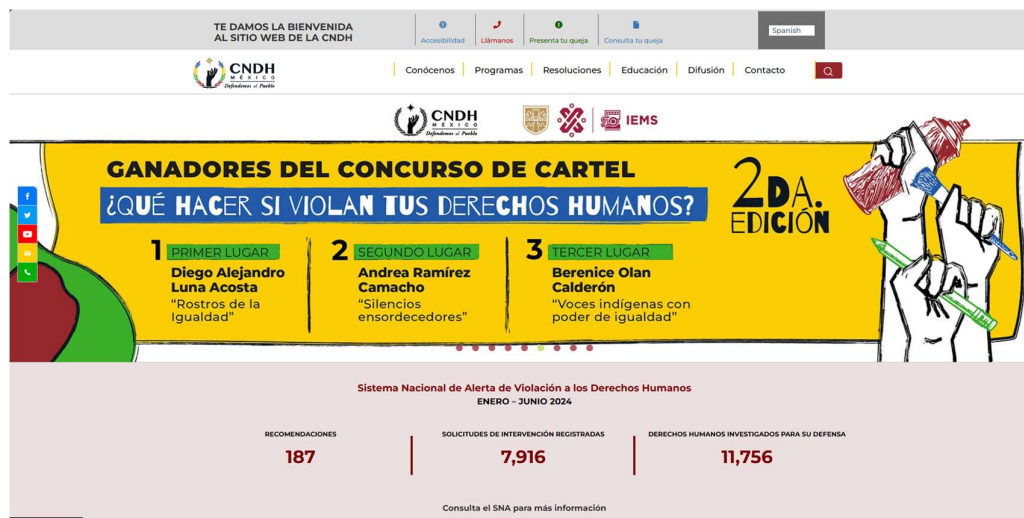 TE DAMOS LA BIENVENIDA
AL SITIO WEB DE LA CNDH
Accesibilidad
Llámanos
Presenta tu queja
Consulta tu queja
Spanish
CNDH
MÉXICO
Defendemos al Pueblo
Conócenos
Programas
Resoluciones
Educación
Difusión
Contacto
CNDH
MÉXICO
Defendemos al Pueblo
IEMS
GANADORES DEL CONCURSO DE CARTEL
¿QUÉ HACER SI VIOLAN TUS DERECHOS HUMANOS?
2DA.
EDICIÓN
1 PRIMER LUGAR
Diego Alejandro
Luna Acosta
“Rostros de la
Igualdad”
2 SEGUNDO LUGAR
Andrea Ramírez
Camacho
“Silencios
ensordecedores”
3 TERCER LUGAR
Berenice Olan
Calderón
“Voces indígenas con
poder de igualdad”
Sistema Nacional de Alerta de Violación a los Derechos Humanos
ENERO – JUNIO 2024
RECOMENDACIONES
187
SOLICITUDES DE INTERVENCIÓN REGISTRADAS
7,916
DERECHOS HUMANOS INVESTIGADOS PARA SU DEFENSA
11,756
Consulta el SNA para más información